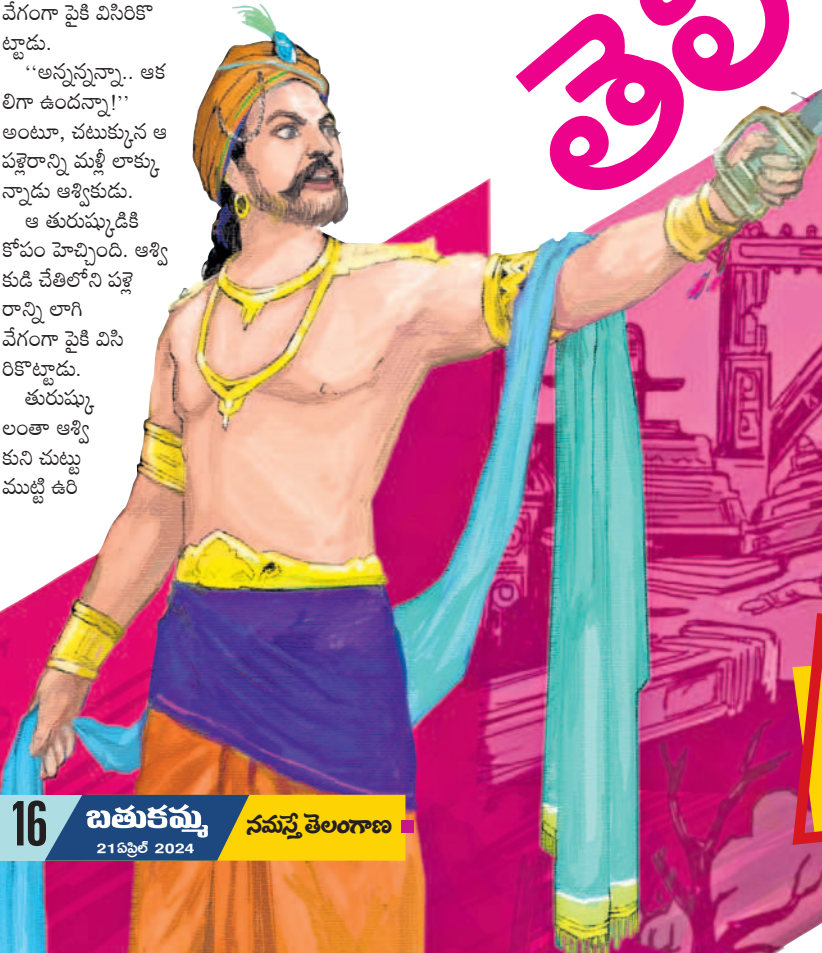 వేగంగా పైకి విసిరికొ
ట్టాడు.
‘‘అన్నన్నన్నా.. ఆక
లిగా ఉందన్నా!’’
అంటూ, చటుక్కున ఆ
పళ్లెరాన్ని మళ్లీ లాక్కు
న్నాడు ఆశ్వికుడు.
ఆ తురుష్కుడికి
కోపం హెచ్చింది. ఆశ్వి
కుడి చేతిలోని పళ్లె
రాన్ని లాగి
వేగంగా పైకి విసి
రికొట్టాడు.
తురుష్కు
లంతా ఆశ్వి
కుని చుట్టు
ముట్టి ఉరి
16
బతుకమ్మ
21ఏప్రిల్ 2024
నమస్తే తెలంగాణ